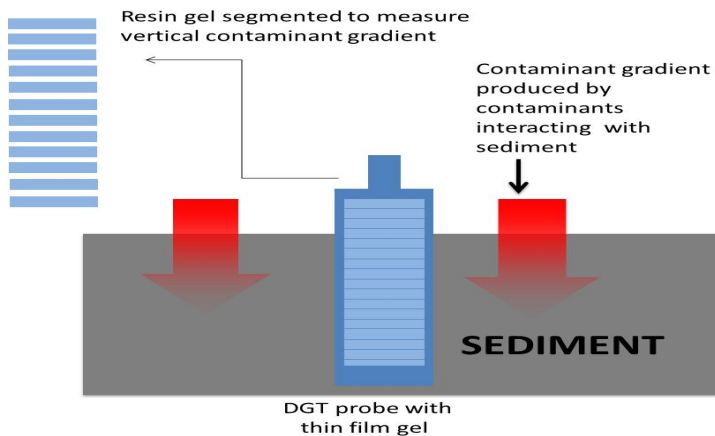 Resin gel segmented to measure
vertical contaminant gradient
Contaminant gradient
produced by
contaminants
interacting with
sediment
SEDIMENT
DGT probe with
thin film gel